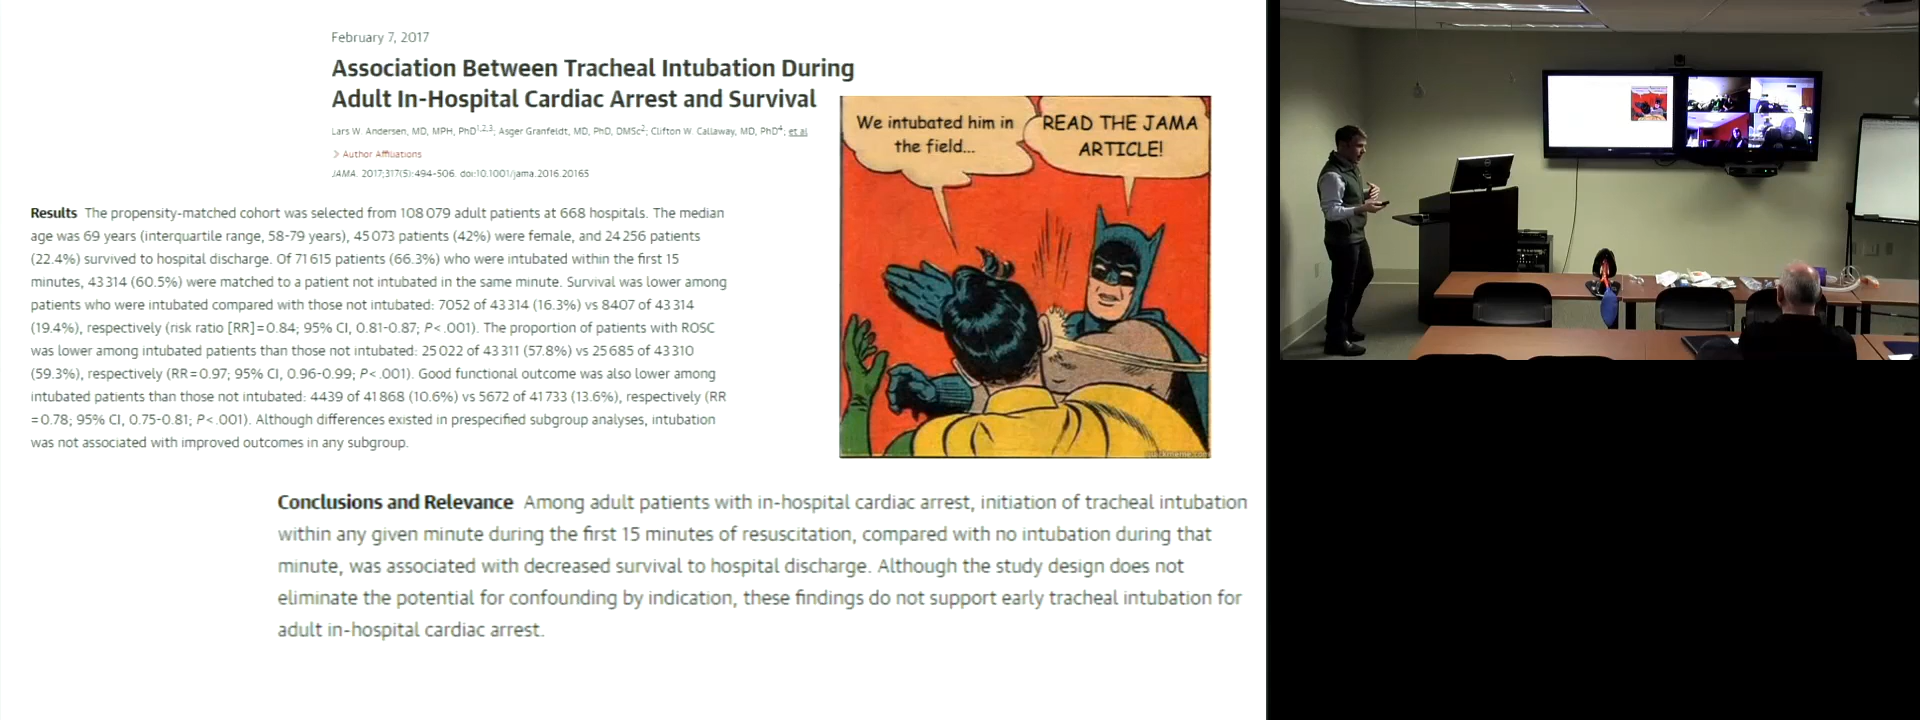 February 7, 2017
Association Between Tracheal Intubation During
Adult In-Hospital Cardiac Arrest and Survival
Lars W. Andersen, MD, MPH, PhD1,2,3; Asger Granfeldt, MD, PhD, DMSc2; Clifton W. Callaway, MD, PhD4; et al
> Author Affiliations
JAMA. 2017;317(5):494-506. doi:10.1001/jama.2016.20165
We intubated him in
the field...
READ THE JAMA
ARTICLE!
Results The propensity-matched cohort was selected from 108 079 adult patients at 668 hospitals. The median
age was 69 years (interquartile range, 58-79 years), 45 073 patients (42%) were female, and 24 256 patients
(22.4%) survived to hospital discharge. Of 71 615 patients (66.3%) who were intubated within the first 15
minutes, 43 314 (60.5%) were matched to a patient not intubated in the same minute. Survival was lower among
patients who were intubated compared with those not intubated: 7052 of 43 314 (16.3%) vs 8407 of 43 314
(19.4%), respectively (risk ratio [RR] = 0.84; 95% CI, 0.81-0.87; P < .001). The proportion of patients with ROSC
was lower among intubated patients than those not intubated: 25 022 of 43 311 (57.8%) vs 25 685 of 43 310
(59.3%), respectively (RR = 0.97; 95% CI, 0.96-0.99; P < .001). Good functional outcome was also lower among
intubated patients than those not intubated: 4439 of 41 868 (10.6%) vs 5672 of 41 733 (13.6%), respectively (RR
= 0.78; 95% CI, 0.75-0.81; P < .001). Although differences existed in prespecified subgroup analyses, intubation
was not associated with improved outcomes in any subgroup.
Conclusions and Relevance Among adult patients with in-hospital cardiac arrest, initiation of tracheal intubation
within any given minute during the first 15 minutes of resuscitation, compared with no intubation during that
minute, was associated with decreased survival to hospital discharge. Although the study design does not
eliminate the potential for confounding by indication, these findings do not support early tracheal intubation for
adult in-hospital cardiac arrest.